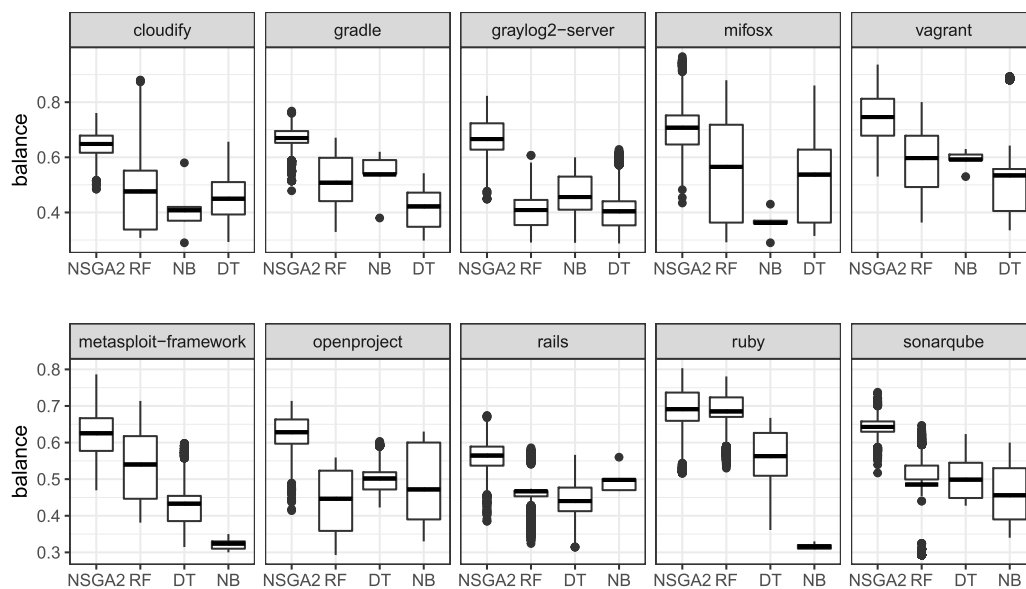 cloudify gradle graylog2−server mifosx vagrant
balance
0.8
0.6
0.4
NSGA2 RF NB DT NSGA2 RF NB DT NSGA2 RF NB DT NSGA2 RF NB DT NSGA2 RF NB DT
metasploit−framework openproject rails ruby sonarqube
balance
0.8
0.7
0.6
0.5
0.4
0.3
NSGA2 RF DT NB NSGA2 RF DT NB NSGA2 RF DT NB NSGA2 RF DT NB NSGA2 RF DT NB